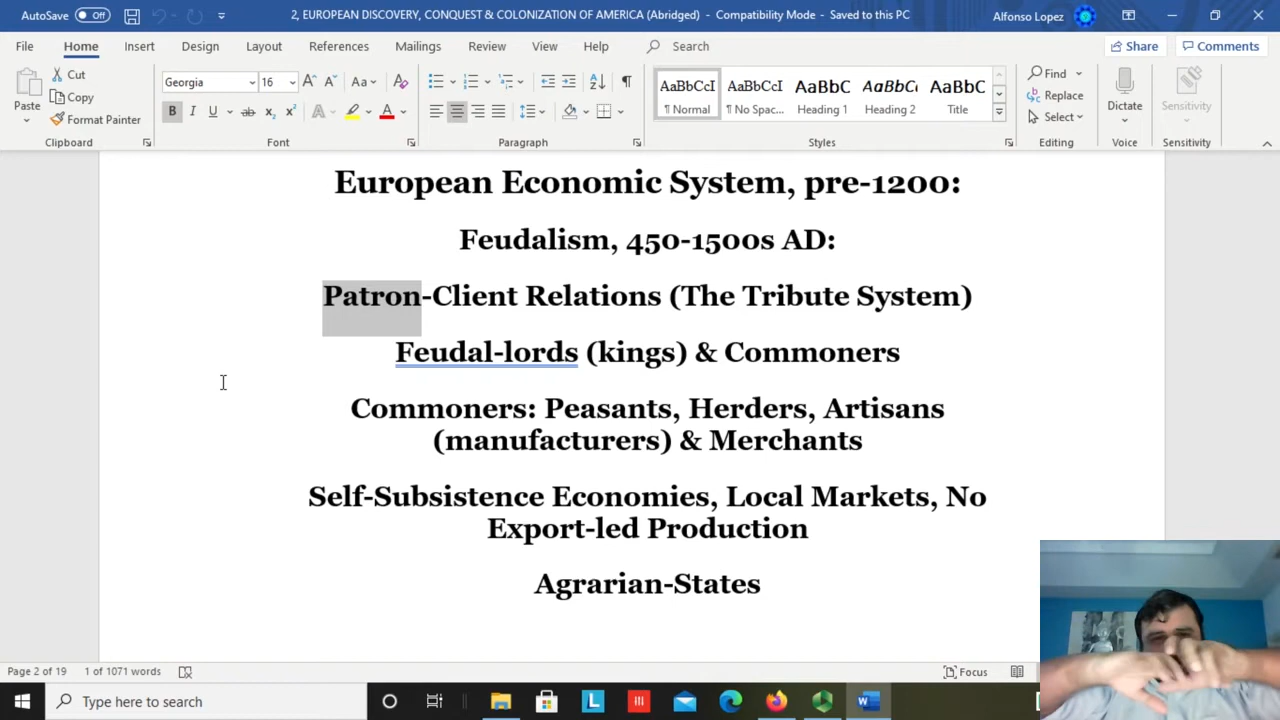 AutoSave Off 2, EUROPEAN DISCOVERY, CONQUEST & COLONIZATION OF AMERICA (Abridged) - Compatibility Mode - Saved to this PC Alfonso Lopez
File Home Insert Design Layout References Mailings Review View Help Search Share Comments
Paste Cut Copy Format Painter
Georgia 16
AaBbCcI AaBbCcI AaBbC AaBbCc AaBbC
¶ Normal ¶ No Spac... Heading 1 Heading 2 Title
Find Replace Select Dictate Sensitivity
Clipboard Font Paragraph Styles Editing Voice Sensitivity
European Economic System, pre-1200:
Feudalism, 450-1500s AD:
Patron-Client Relations (The Tribute System)
Feudal-lords (kings) & Commoners
Commoners: Peasants, Herders, Artisans
(manufacturers) & Merchants
Self-Subsistence Economies, Local Markets, No
Export-led Production
Agrarian-States
Page 2 of 19 1 of 1071 words Focus
Type here to search